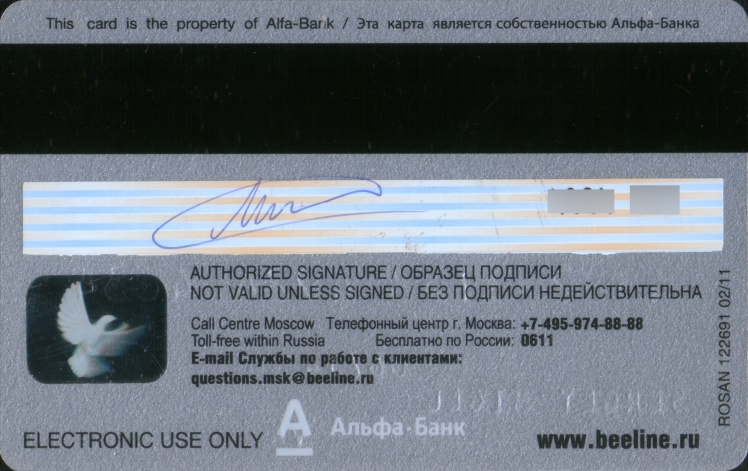 This card is the property of Alfa-Bank / Эта карта является собственностью Альфа-Банка
AUTHORIZED SIGNATURE / ОБРАЗЕЦ ПОДПИСИ
NOT VALID UNLESS SIGNED / БЕЗ ПОДПИСИ НЕДЕЙСТВИТЕЛЬНА
Call Centre Moscow Телефонный центр г. Москва: +7-495-974-88-88
Toll-free within Russia Бесплатно по России: 0611
E-mail Службы по работе с клиентами:
questions.msk@beeline.ru
ROSAN 122691 02/11
ELECTRONIC USE ONLY А Альфа·Банк www.beeline.ru